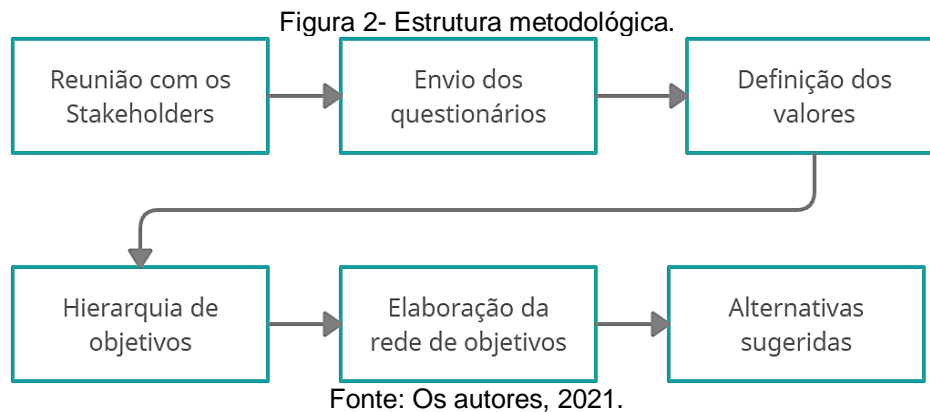 Figura 2- Estrutura metodológica.
Reunião com os
Stakeholders
Envio dos
questionários
Definição dos
valores
Hierarquia de
objetivos
Elaboração da
rede de objetivos
Alternativas
sugeridas
Fonte: Os autores, 2021.